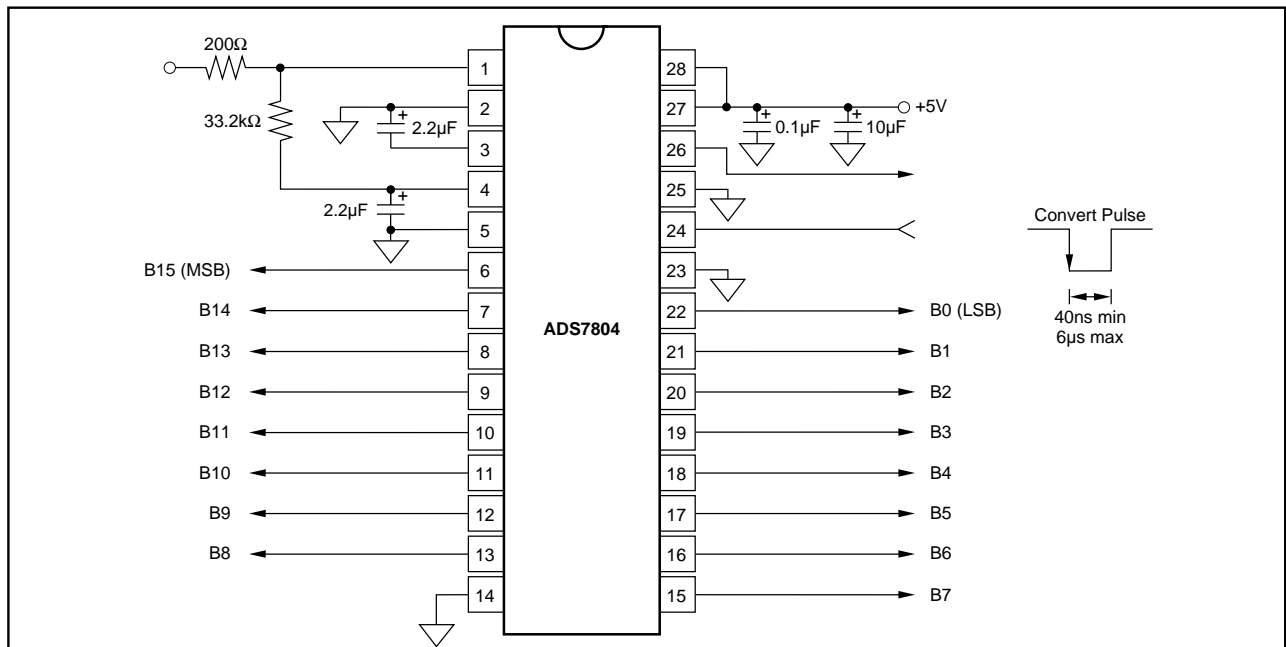 200Ω
33.2kΩ
2.2µF
+
2.2µF
+
1
2
3
4
5
6
7
8
9
10
11
12
13
14
B15 (MSB)
B14
B13
B12
B11
B10
B9
B8
ADS7804
28
27
26
25
24
23
22
21
20
19
18
17
16
15
+5V
+
0.1µF
+
10µF
B0 (LSB)
B1
B2
B3
B4
B5
B6
B7
Convert Pulse
40ns min
6µs max